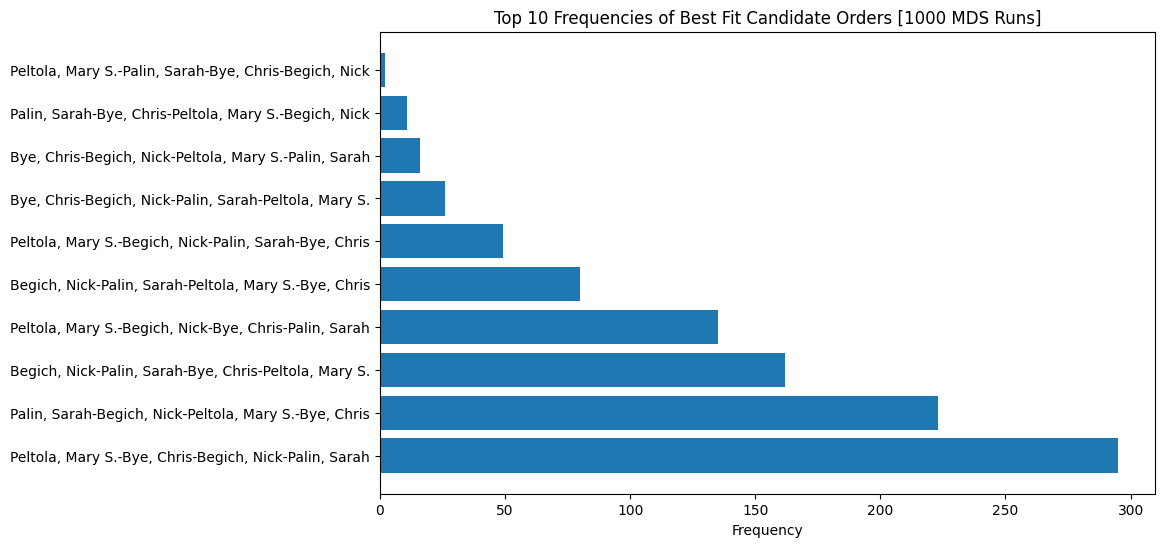 Top 10 Frequencies of Best Fit Candidate Orders [1000 MDS Runs]
Peltola, Mary S.-Palin, Sarah-Bye, Chris-Begich, Nick
Palin, Sarah-Bye, Chris-Peltola, Mary S.-Begich, Nick
Bye, Chris-Begich, Nick-Peltola, Mary S.-Palin, Sarah
Bye, Chris-Begich, Nick-Palin, Sarah-Peltola, Mary S.
Peltola, Mary S.-Begich, Nick-Palin, Sarah-Bye, Chris
Begich, Nick-Palin, Sarah-Peltola, Mary S.-Bye, Chris
Peltola, Mary S.-Begich, Nick-Bye, Chris-Palin, Sarah
Begich, Nick-Palin, Sarah-Bye, Chris-Peltola, Mary S.
Palin, Sarah-Begich, Nick-Peltola, Mary S.-Bye, Chris
Peltola, Mary S.-Bye, Chris-Begich, Nick-Palin, Sarah
0 50 100 150 200 250 300
Frequency